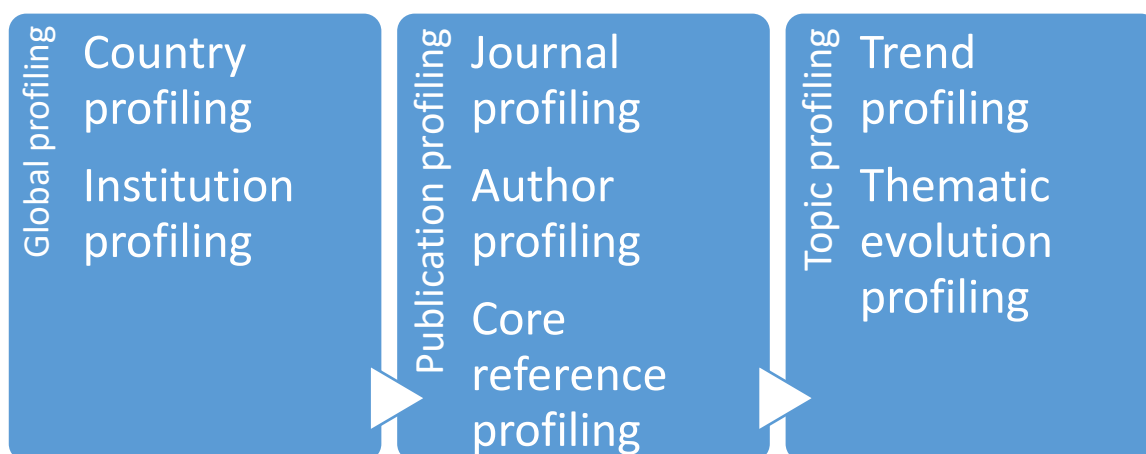 Global profiling
Country
profiling
Institution
profiling
Publication profiling
Journal
profiling
Author
profiling
Core
reference
profiling
Topic profiling
Trend
profiling
Thematic
evolution
profiling